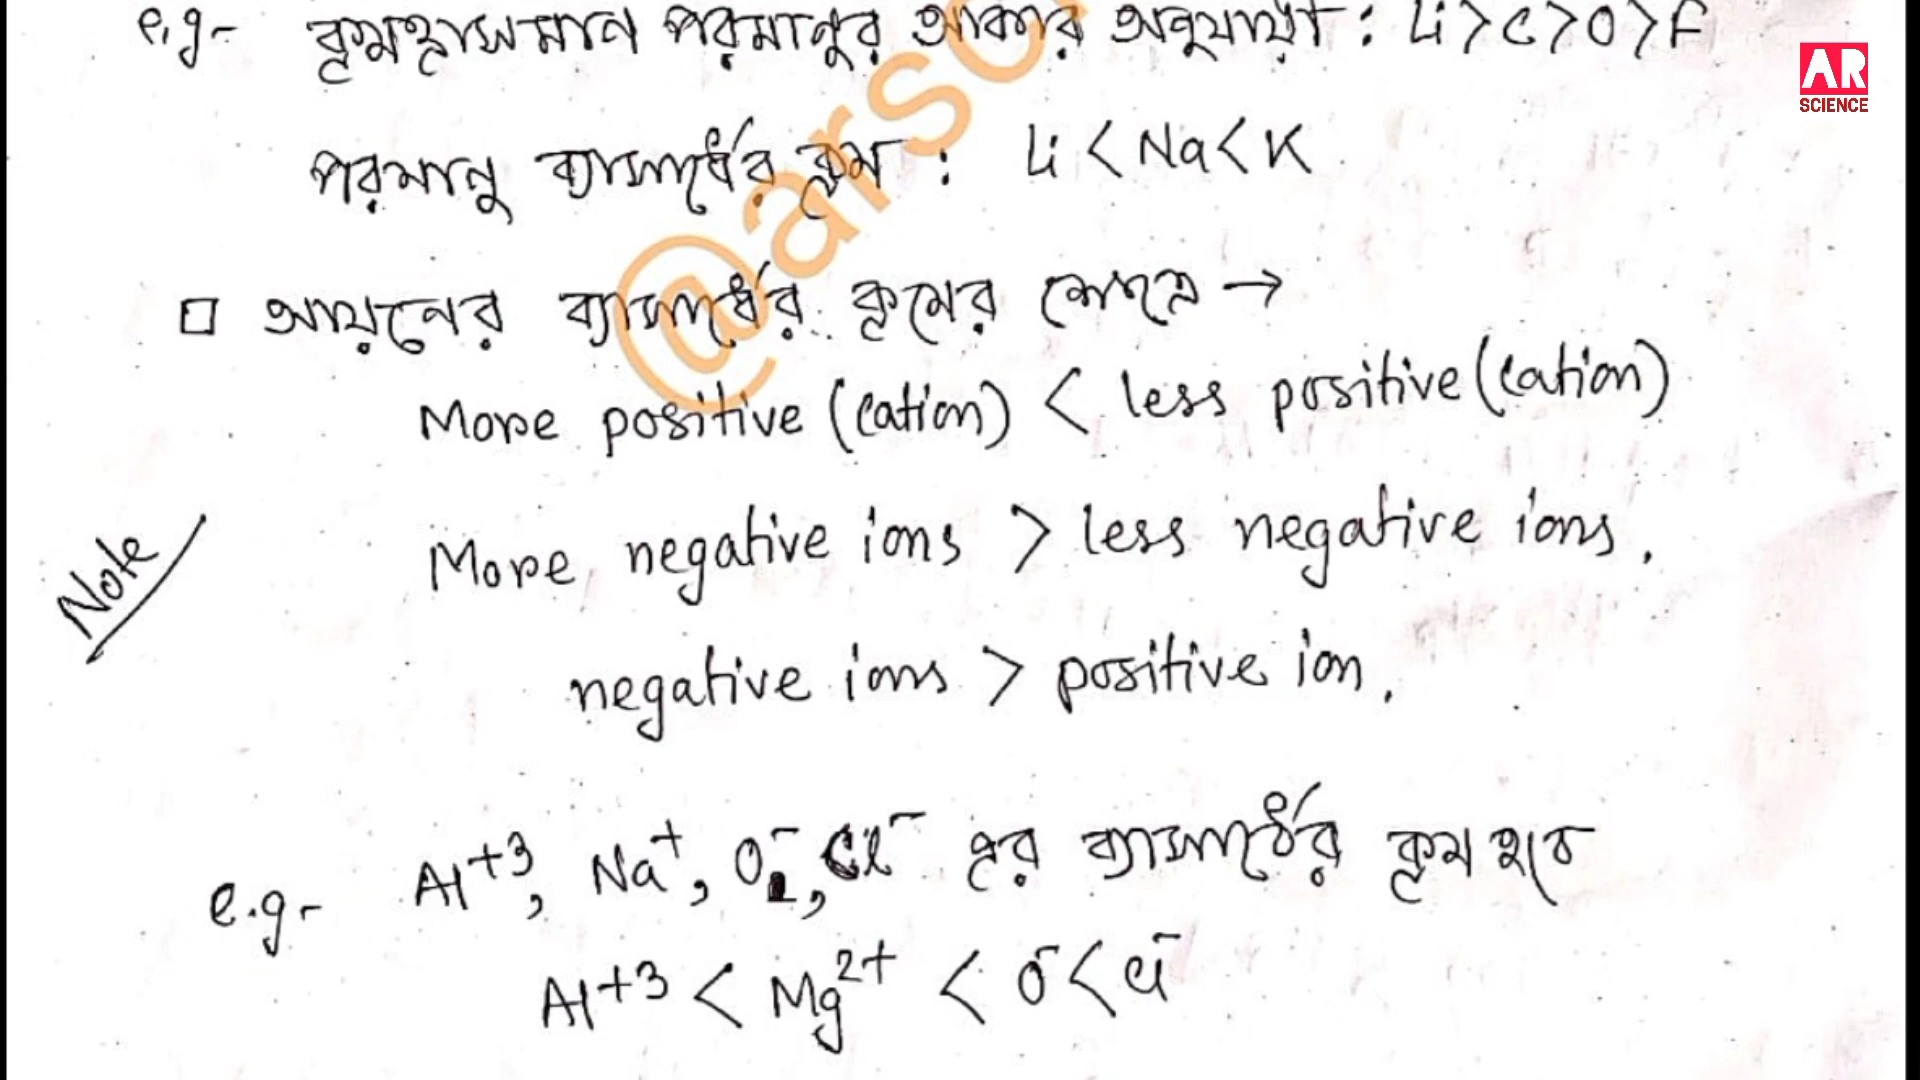 e.g- ক্রমহ্রাসমান পরমানুর আকার অনুযায়ী : Li > C > O > F
AR
SCIENCE
পরমানু ব্যাসার্ধের ক্রম : Li < Na < K
@arsc
□ আয়নের ব্যাসার্ধের ক্রমের ক্ষেত্রে →
More positive (cation) < less positive (cation)
More negative ions > less negative ions.
Note
negative ions > positive ion.
e.g- Al⁺³, Na⁺, O₂⁻, Cl⁻ এর ব্যাসার্ধের ক্রম হবে
Al⁺³ < Mg²⁺ < O⁻ < Cl⁻